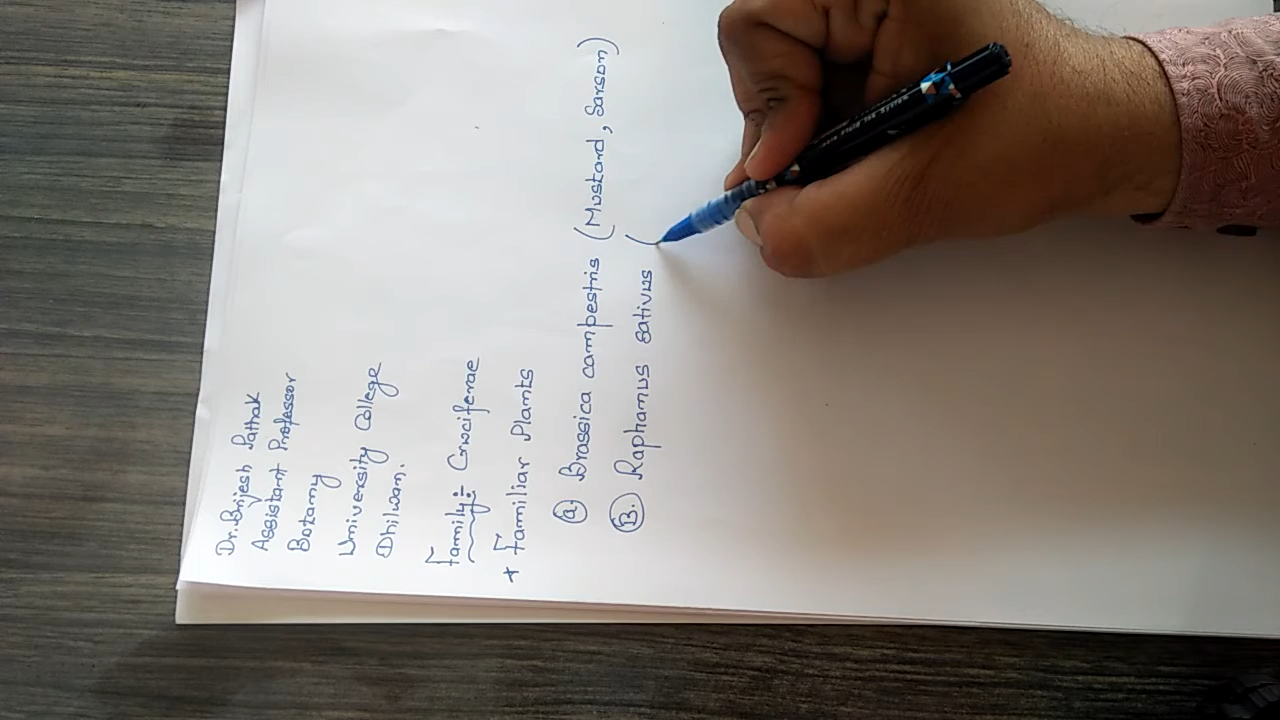 Dr. Brijesh Pathak
Assistant Professor
Botany
University College
Dhilwan.
Family:- Cruciferae
+ Familiar Plants
(a) Brassica campestris (Mustard, Sarson)
(B.) Raphanus sativus (